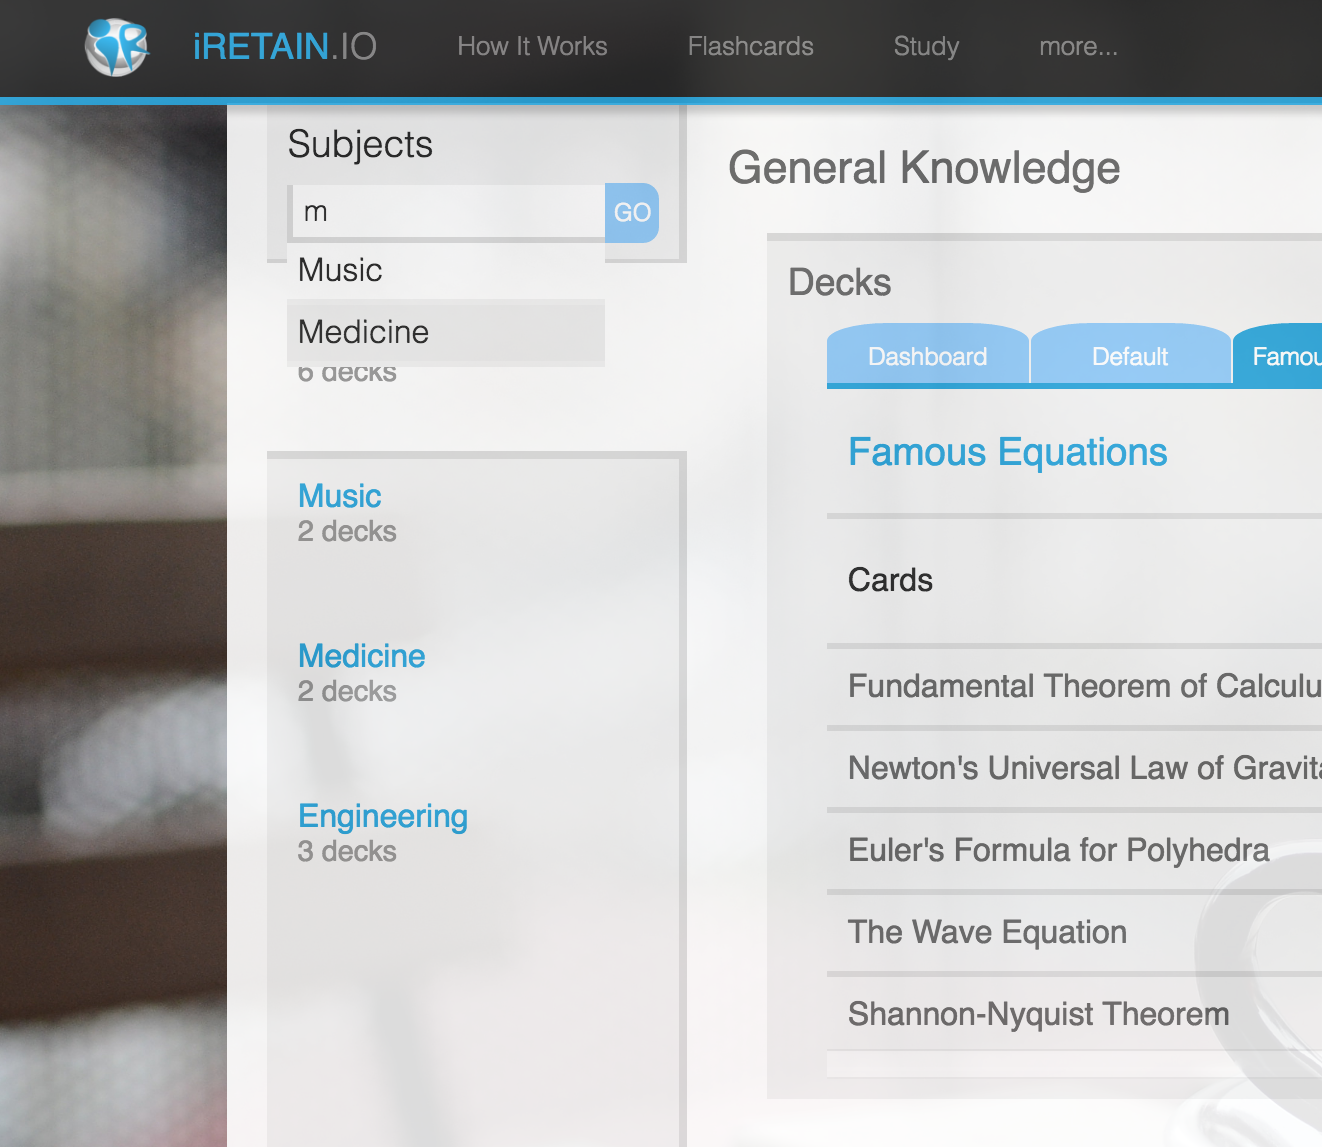 iRETAIN.IO
How It Works
Flashcards
Study
more...
Subjects
m
GO
Music
Medicine
6 decks
Music
2 decks
Medicine
2 decks
Engineering
3 decks
General Knowledge
Decks
Dashboard
Default
Famou
Famous Equations
Cards
Fundamental Theorem of Calculu
Newton's Universal Law of Gravita
Euler's Formula for Polyhedra
The Wave Equation
Shannon-Nyquist Theorem